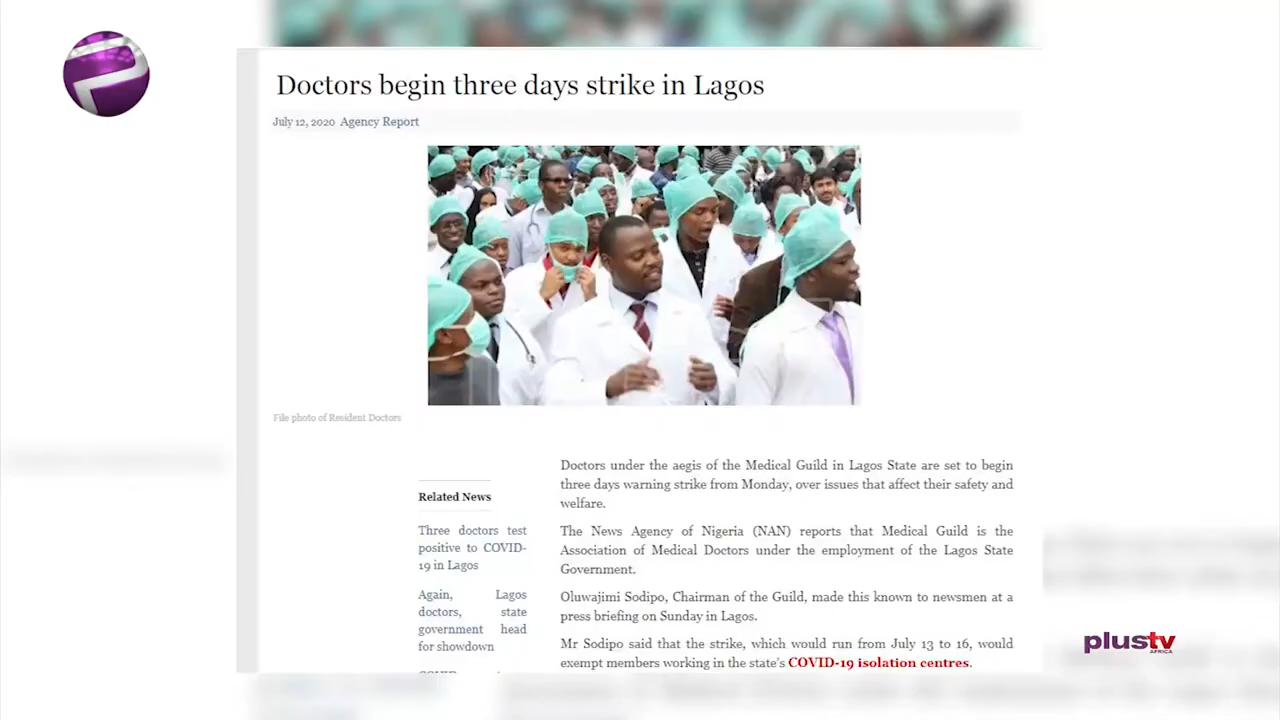 Doctors begin three days strike in Lagos
July 12, 2020 Agency Report
File photo of Resident Doctors
Related News
Three doctors test
positive to COVID-
19 in Lagos
Again, Lagos
doctors, state
government head
for showdown
Doctors under the aegis of the Medical Guild in Lagos State are set to begin
three days warning strike from Monday, over issues that affect their safety and
welfare.
The News Agency of Nigeria (NAN) reports that Medical Guild is the
Association of Medical Doctors under the employment of the Lagos State
Government.
Oluwajimi Sodipo, Chairman of the Guild, made this known to newsmen at a
press briefing on Sunday in Lagos.
Mr Sodipo said that the strike, which would run from July 13 to 16, would
exempt members working in the state's COVID-19 isolation centres.
plustv
AFRICA